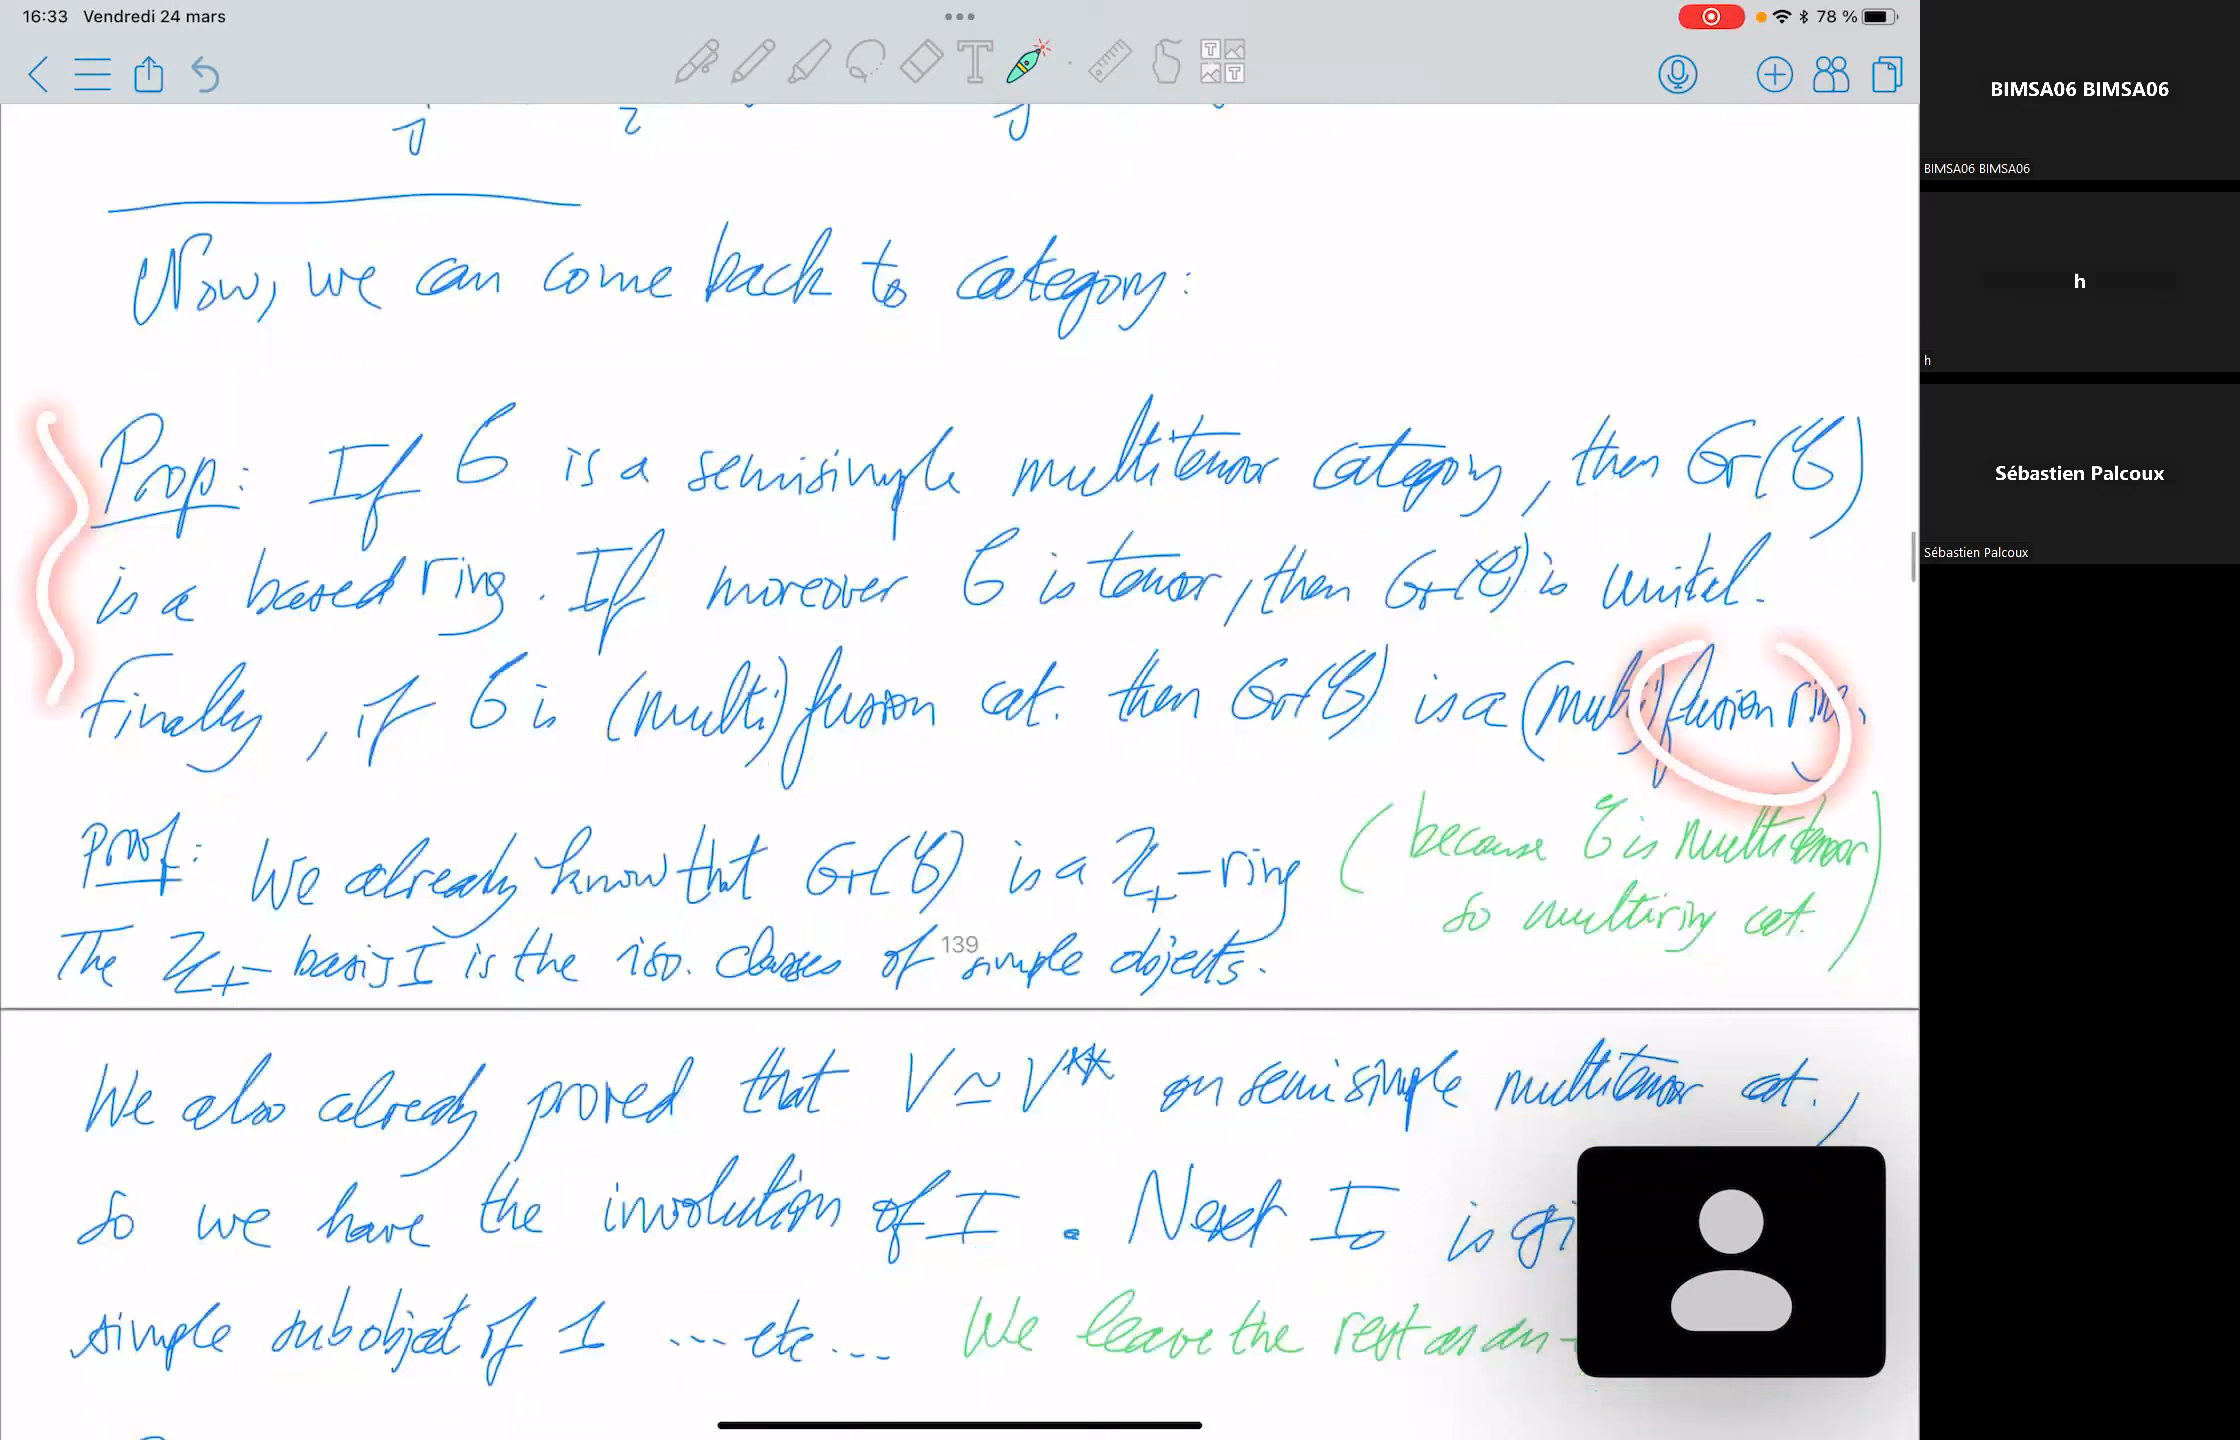 16:33 Vendredi 24 mars
78 %
Now, we can come back to category:
Prop: If C is a semisimple multitensor category, then Gr(C)
is a based ring. If moreover C is tensor, then Gr(C) is unital.
Finally, if C is (multi)fusion cat. then Gr(C) is a (multi)fusion ring.
Proof: We already know that Gr(C) is a Z+-ring
(because C is multitensor
so multiring cat.)
The Z+-basis I is the iso. classes of simple objects.
139
We also already proved that V ≃ V** on semisimple multitensor cat.,
so we have the involution of I. Next I0 is
simple subobject of 1 ... etc ... We leave the rest as an
BIMSA06 BIMSA06
BIMSA06 BIMSA06
h
h
Sébastien Palcoux
Sébastien Palcoux